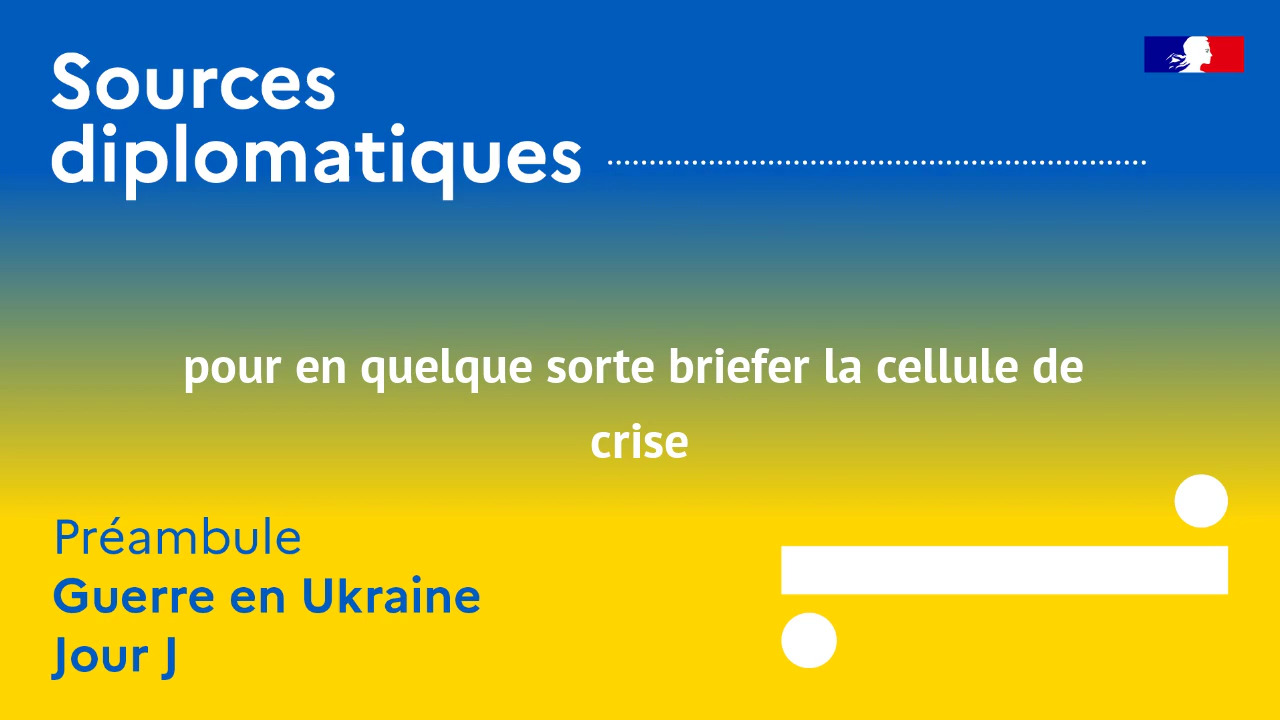 Sources
diplomatiques
pour en quelque sorte briefer la cellule de
crise
Préambule
Guerre en Ukraine
Jour J